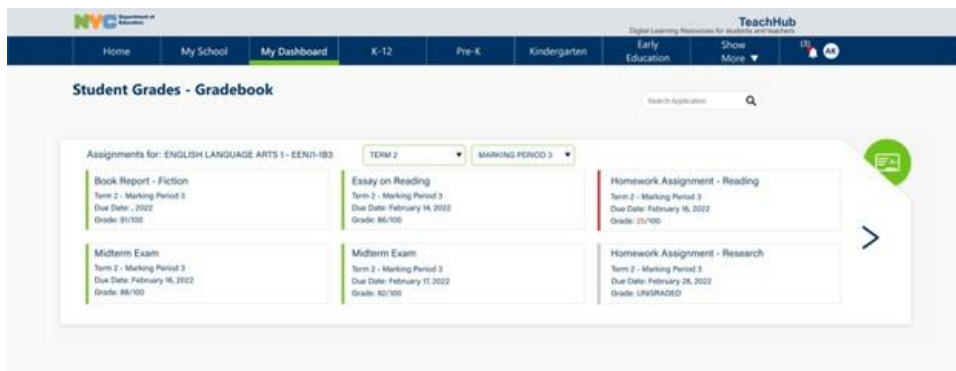 NYC Department of
Education
TeachHub
Digital Learning Resources for students and teachers
Home My School My Dashboard K-12 Pre-K Kindergarten Early Education Show More ▼ (3) AK
Student Grades - Gradebook
Search Application
Assignments for: ENGLISH LANGUAGE ARTS 1 - EENJ1-1B3 TERM 2 ▼ MARKING PERIOD 3 ▼
Book Report - Fiction
Term 2 - Marking Period 3
Due Date: , 2022
Grade: 91/100
Essay on Reading
Term 2 - Marking Period 3
Due Date: February 14, 2022
Grade: 86/100
Homework Assignment - Reading
Term 2 - Marking Period 3
Due Date: February 16, 2022
Grade: 25/100
Midterm Exam
Term 2 - Marking Period 3
Due Date: February 16, 2022
Grade: 88/100
Midterm Exam
Term 2 - Marking Period 3
Due Date: February 17, 2022
Grade: 92/100
Homework Assignment - Research
Term 2 - Marking Period 3
Due Date: February 28, 2022
Grade: UNGRADED